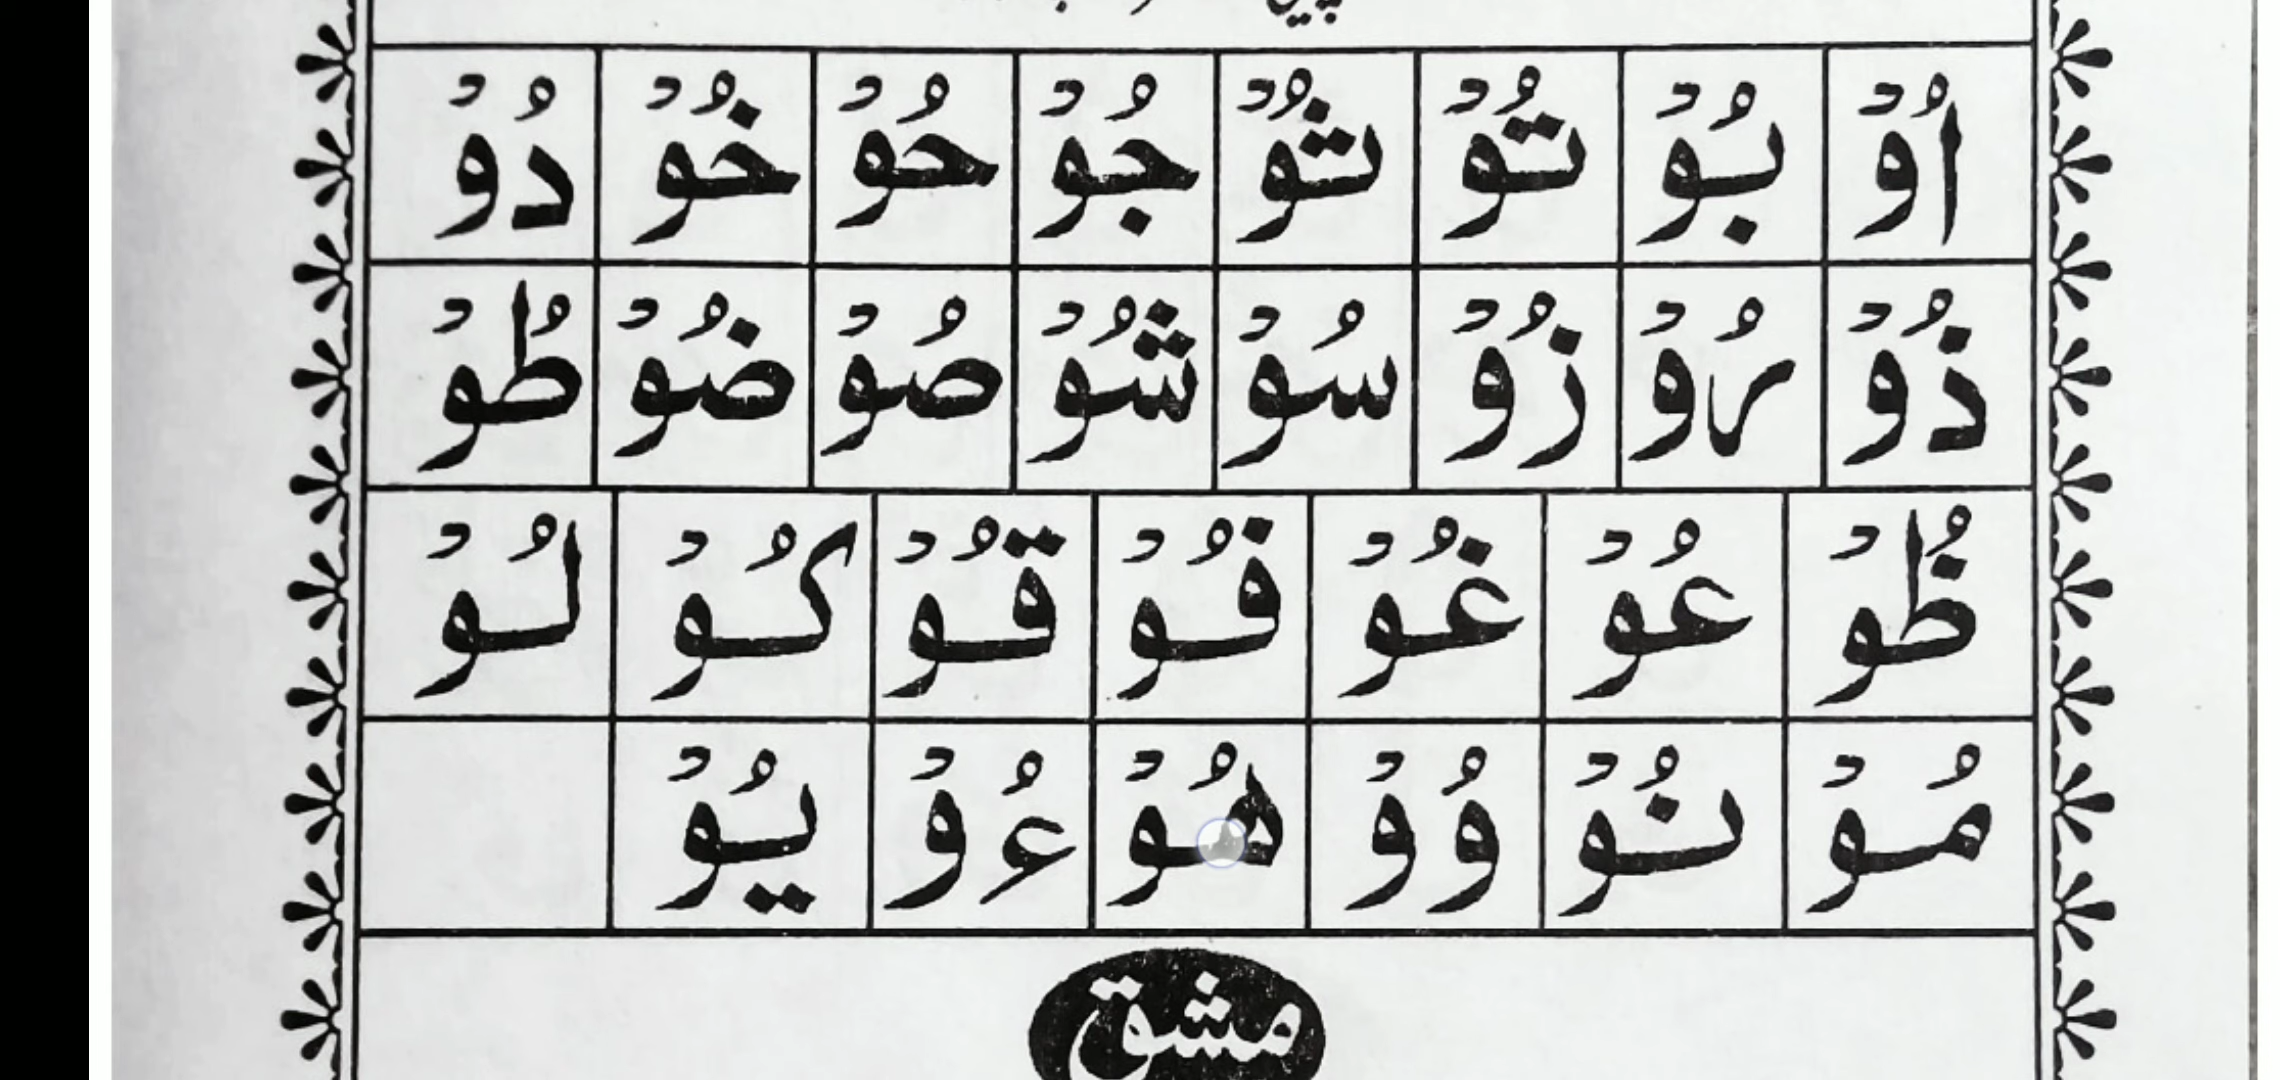 اُوْ بُوْ تُوْ ثُوْ جُوْ حُوْ خُوْ دُوْ
ذُوْ رُوْ زُوْ سُوْ شُوْ صُوْ ضُوْ طُوْ
ظُوْ عُوْ غُوْ فُوْ قُوْ کُوْ لُوْ
مُوْ نُوْ وُوْ هُوْ ءُوْ یُوْ
مشق